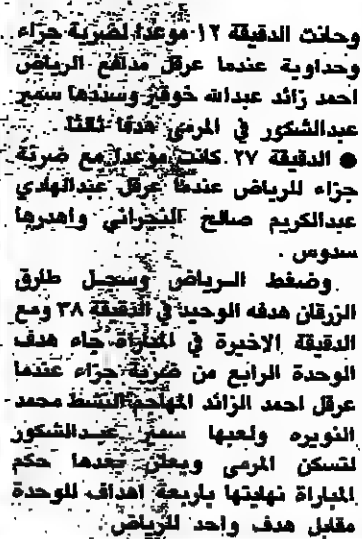 وحانت الدقيقة ١٢ موعدا لضربة جزاء
وحداوية عندما عرقل مدافع الرياض
احمد زائد عبدالله خوقير وسددها سمير
عبدالشكور في المرمى هدفا ثالثا
● الدقيقة ٢٧ كانت موعدا مع ضربة
جزاء للرياض عندما عرقل عبدالهادي
عبدالكريم صالح النجراني واهدرها
سدوس .
وضغط الرياض وسجل طارق
الزرقان هدفه الوحيد في الدقيقة ٣٨ ومع
الدقيقة الاخيرة في المباراة جاء هدف
الوحدة الرابع من ضربة جزاء عندما
عرقل احمد الزائد المهاجم النشط محمد
النويره ولعبها سمير عبدالشكور
لتسكن المرمى ويعلن بعدها حكم
المباراة نهايتها باربعة اهداف للوحدة
مقابل هدف واحد للرياض